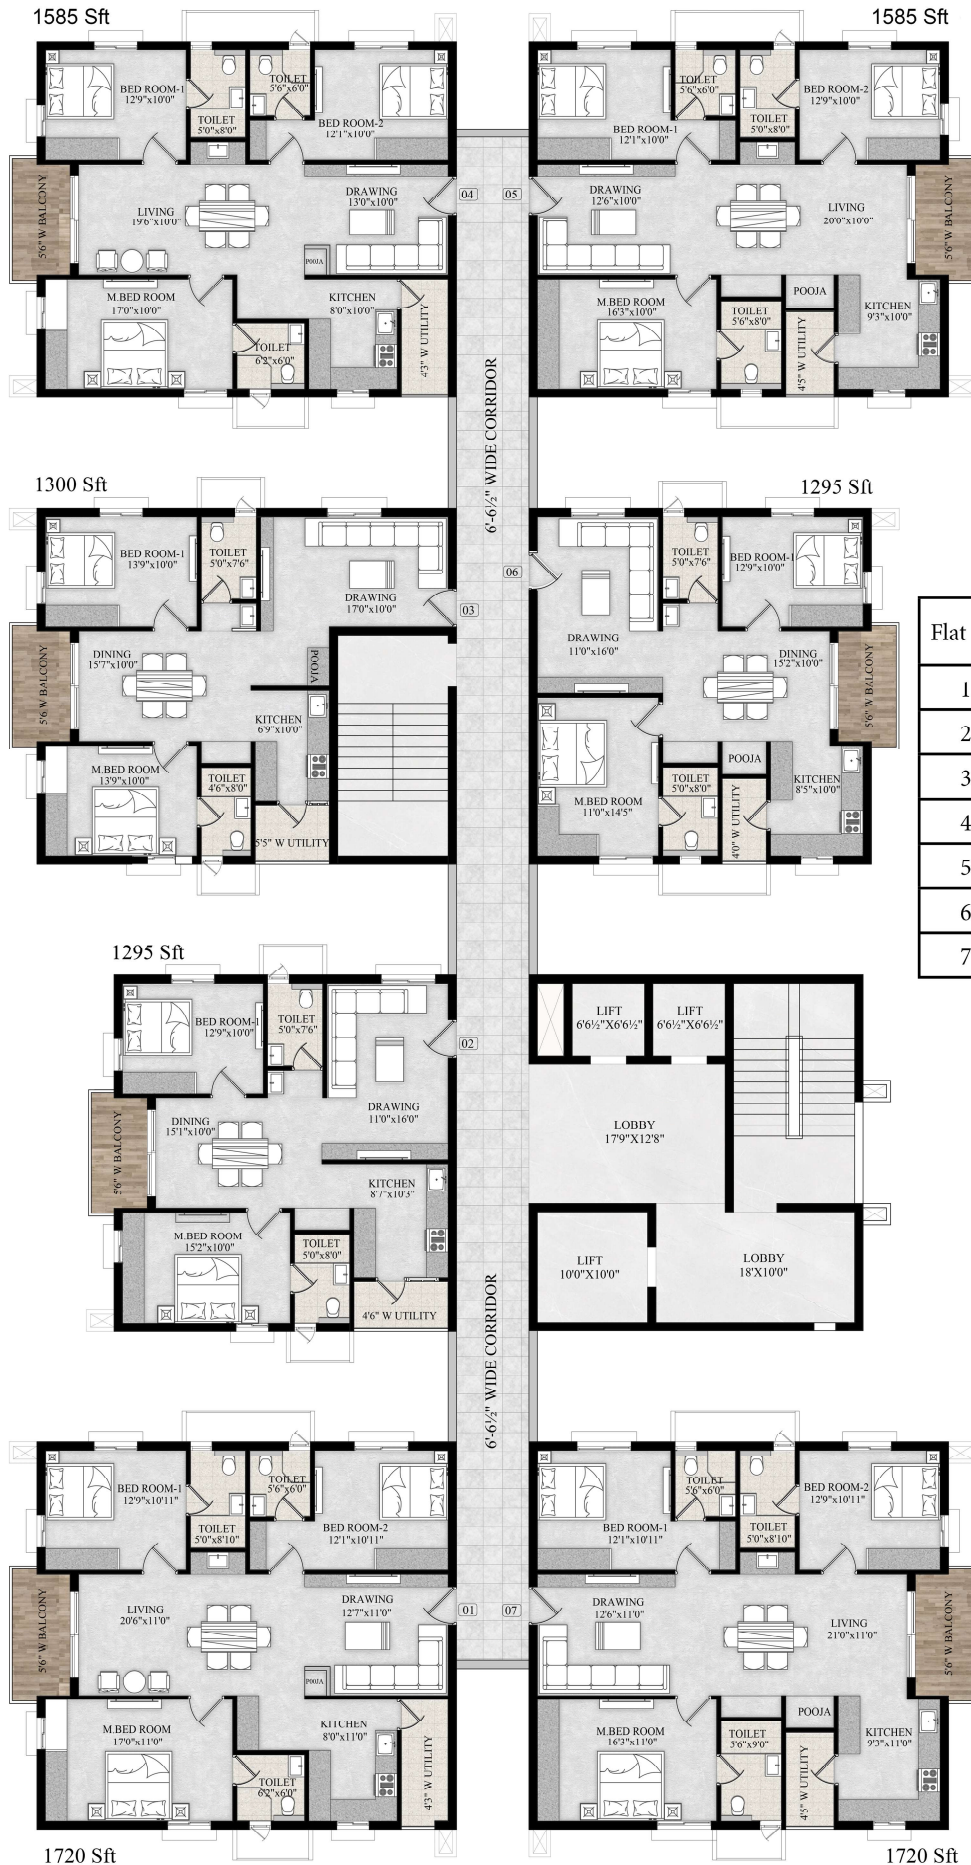 1585 Sft
1585 Sft
BED ROOM-1
12'9"x10'0"
TOILET
5'0"x8'0"
TOILET
5'6"x6'0"
BED ROOM-2
12'1"x10'0"
5'6" W BALCONY
LIVING
19'6"x10'0"
DRAWING
13'0"x10'0"
04
POOJA
M.BED ROOM
17'0"x10'0"
TOILET
6'2"x6'0"
KITCHEN
8'0"x10'0"
4'3" W UTILITY
BED ROOM-1
12'1"x10'0"
TOILET
5'6"x6'0"
TOILET
5'0"x8'0"
BED ROOM-2
12'9"x10'0"
05
DRAWING
12'6"x10'0"
LIVING
20'0"x10'0"
5'6" W BALCONY
M.BED ROOM
16'3"x10'0"
TOILET
5'6"x8'0"
POOJA
4'5" W UTILITY
KITCHEN
9'3"x10'0"
6'-6½" WIDE CORRIDOR
1300 Sft
1295 Sft
BED ROOM-1
13'9"x10'0"
TOILET
5'0"x7'6"
DRAWING
17'0"x10'0"
03
5'6 W BALCONY
DINING
15'7"x10'0"
POOJA
KITCHEN
6'9"x10'0"
M.BED ROOM
13'9"x10'0"
TOILET
4'6"x8'0"
5'5" W UTILITY
06
DRAWING
11'0"x16'0"
TOILET
5'0"x7'6"
BED ROOM-1
12'9"x10'0"
DINING
15'2"x10'0"
5'6" W BALCONY
M.BED ROOM
11'0"x14'5"
TOILET
5'0"x8'0"
POOJA
4'0" W UTILITY
KITCHEN
8'5"x10'0"
Flat
1
2
3
4
5
6
7
1295 Sft
BED ROOM-1
12'9"x10'0"
TOILET
5'0"x7'6"
02
DRAWING
11'0"x16'0"
5'6" W BALCONY
DINING
15'1"x10'0"
KITCHEN
8'7"x10'3"
M.BED ROOM
15'2"x10'0"
TOILET
5'0"x8'0"
4'6" W UTILITY
LIFT
6'6½"X6'6½"
LIFT
6'6½"X6'6½"
LOBBY
17'9"X12'8"
LIFT
10'0"X10'0"
LOBBY
18'X10'0"
6'-6½" WIDE CORRIDOR
BED ROOM-1
12'9"x10'11"
TOILET
5'0"x8'10"
TOILET
5'6"x6'0"
BED ROOM-2
12'1"x10'11"
5'6" W BALCONY
LIVING
20'6"x11'0"
DRAWING
12'7"x11'0"
01
POOJA
M.BED ROOM
17'0"x11'0"
TOILET
6'2"x6'0"
KITCHEN
8'0"x11'0"
4'3" W UTILITY
BED ROOM-1
12'1"x10'11"
TOILET
5'6"x6'0"
TOILET
5'0"x8'10"
BED ROOM-2
12'9"x10'11"
07
DRAWING
12'6"x11'0"
LIVING
21'0"x11'0"
5'6" W BALCONY
M.BED ROOM
16'3"x11'0"
TOILET
5'6"x9'0"
POOJA
4'5" W UTILITY
KITCHEN
9'3"x11'0"
1720 Sft
1720 Sft